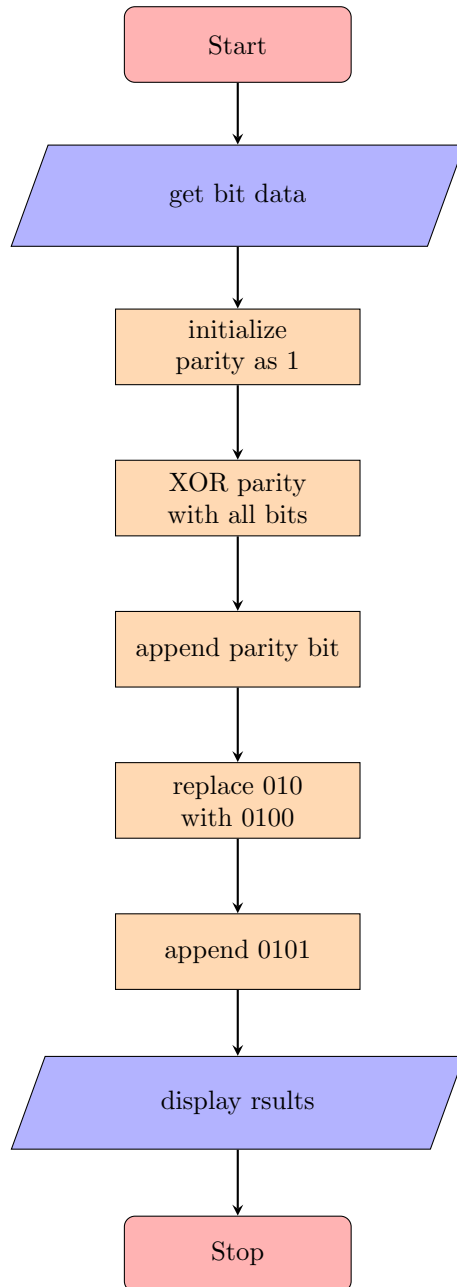 Start
get bit data
initialize
parity as 1
XOR parity
with all bits
append parity bit
replace 010
with 0100
append 0101
display rsults
Stop